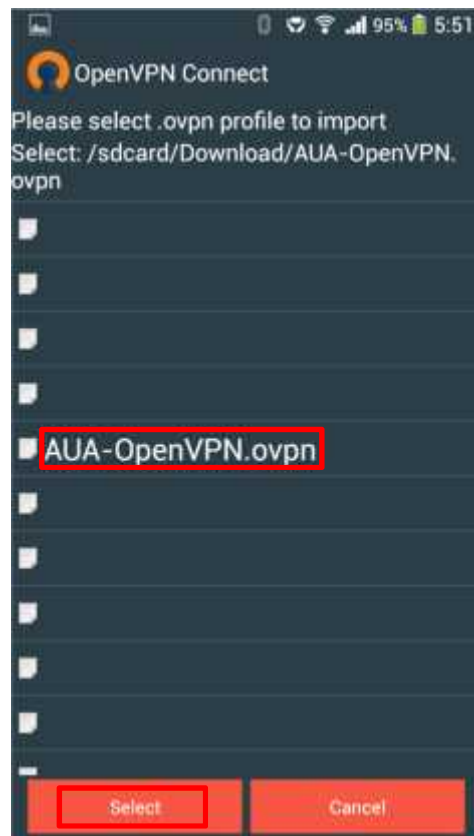 95% 5:51
OpenVPN Connect
Please select .ovpn profile to import
Select: /sdcard/Download/AUA-OpenVPN.
ovpn
AUA-OpenVPN.ovpn
Select Cancel